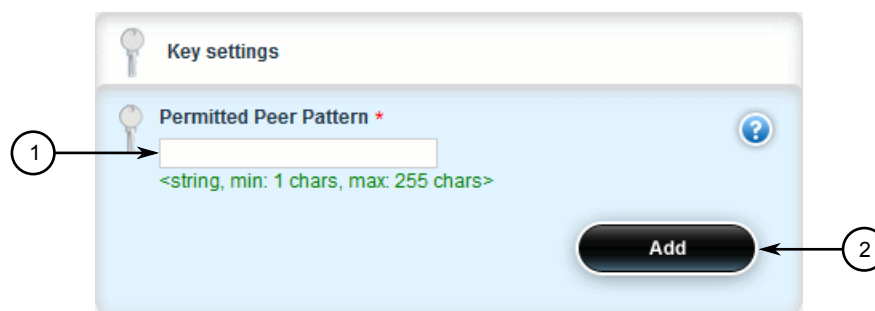 Key settings
Permitted Peer Pattern *
?
1
<string, min: 1 chars, max: 255 chars>
Add
2